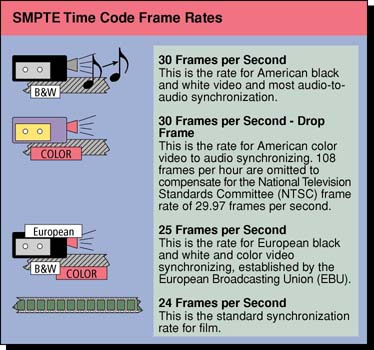 SMPTE Time Code Frame Rates
B&W
30 Frames per Second
This is the rate for American black
and white video and most audio-to-
audio synchronization.
COLOR
30 Frames per Second - Drop
Frame
This is the rate for American color
video to audio synchronizing. 108
frames per hour are omitted to
compensate for the National Television
Standards Committee (NTSC) frame
rate of 29.97 frames per second.
European
B&W
COLOR
25 Frames per Second
This is the rate for European black
and white and color video
synchronizing, established by the
European Broadcasting Union (EBU).
24 Frames per Second
This is the standard synchronization
rate for film.